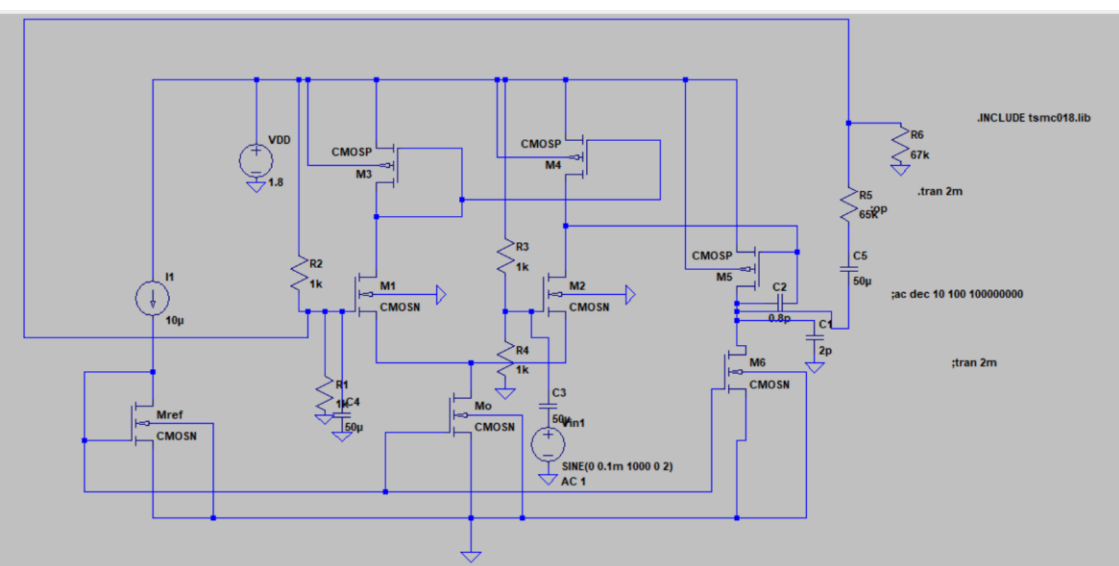 .INCLUDE tsmc018.lib
VDD
1.8
CMOSP
M3
CMOSP
M4
R6
67k
.tran 2m
R5
65k
;op
R2
1k
R3
1k
I1
10µ
M1
CMOSN
M2
CMOSN
CMOSP
M5
C2
0.8p
C5
50µ
;ac dec 10 100 100000000
C1
2p
R1
1k
C4
50µ
R4
1k
M6
CMOSN
;tran 2m
Mref
CMOSN
Mo
CMOSN
C3
50µ
Vin1
SINE(0 0.1m 1000 0 2)
AC 1